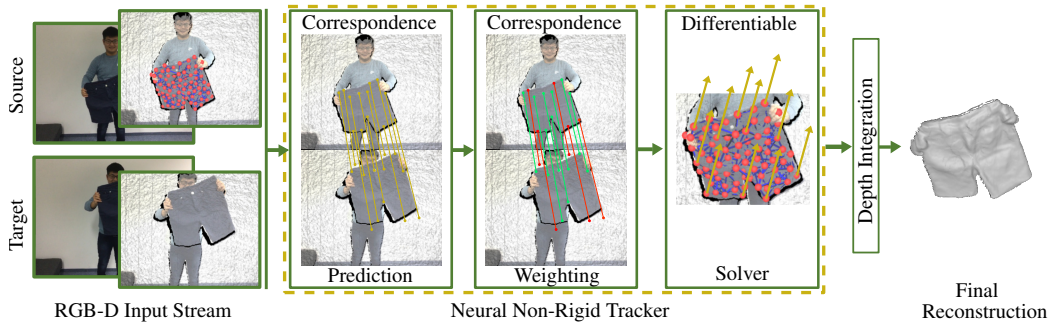 Source
Target
RGB-D Input Stream
Correspondence
Prediction
Correspondence
Weighting
Differentiable
Solver
Neural Non-Rigid Tracker
Depth Integration
Final
Reconstruction